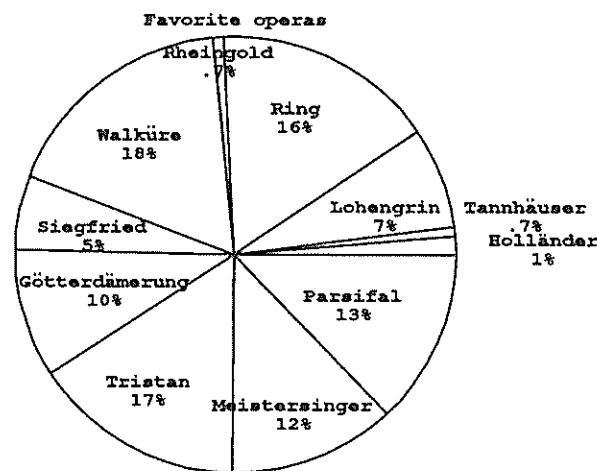 Favorite operas
Rheingold
.7%
Ring
16%
Walküre
18%
Lohengrin
7%
Tannhäuser
.7%
Holländer
1%
Siegfried
5%
Götterdämerung
10%
Parsifal
13%
Tristan
17%
Meistersinger
12%